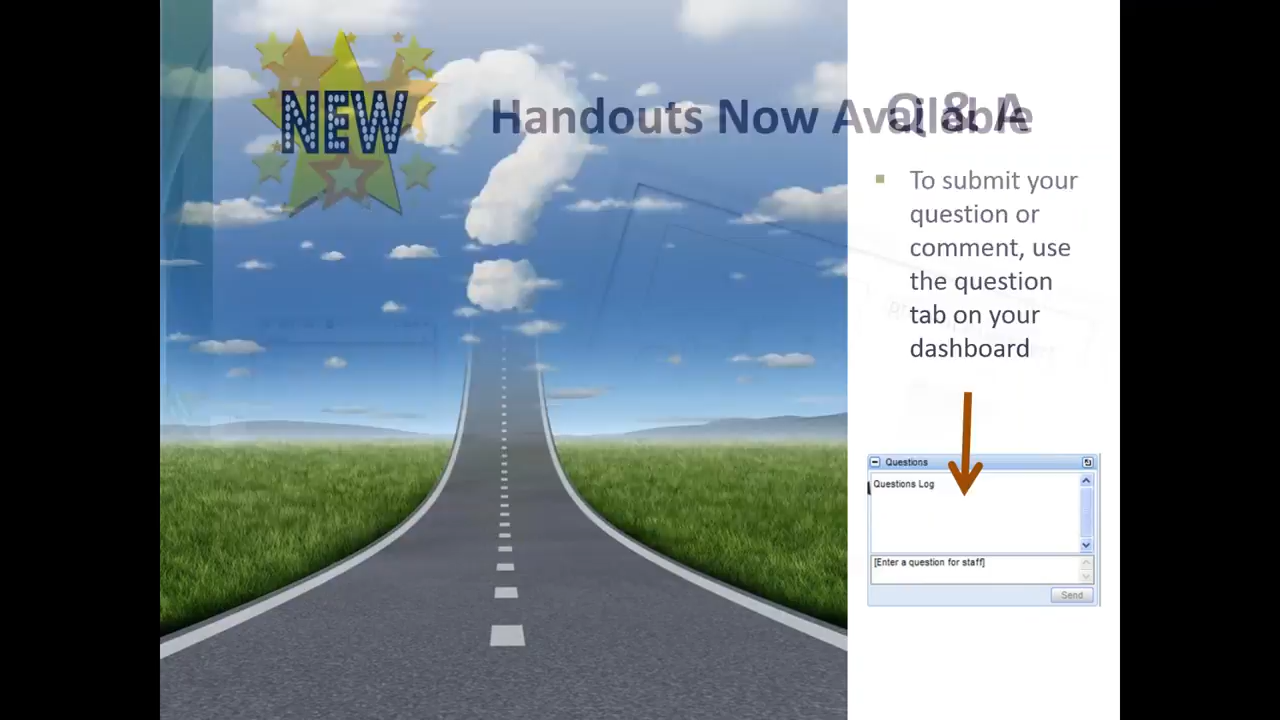 NEW
Handouts Now Available
Q & A
To submit your
question or
comment, use
the question
tab on your
dashboard
Questions
Questions Log
[Enter a question for staff]
Send